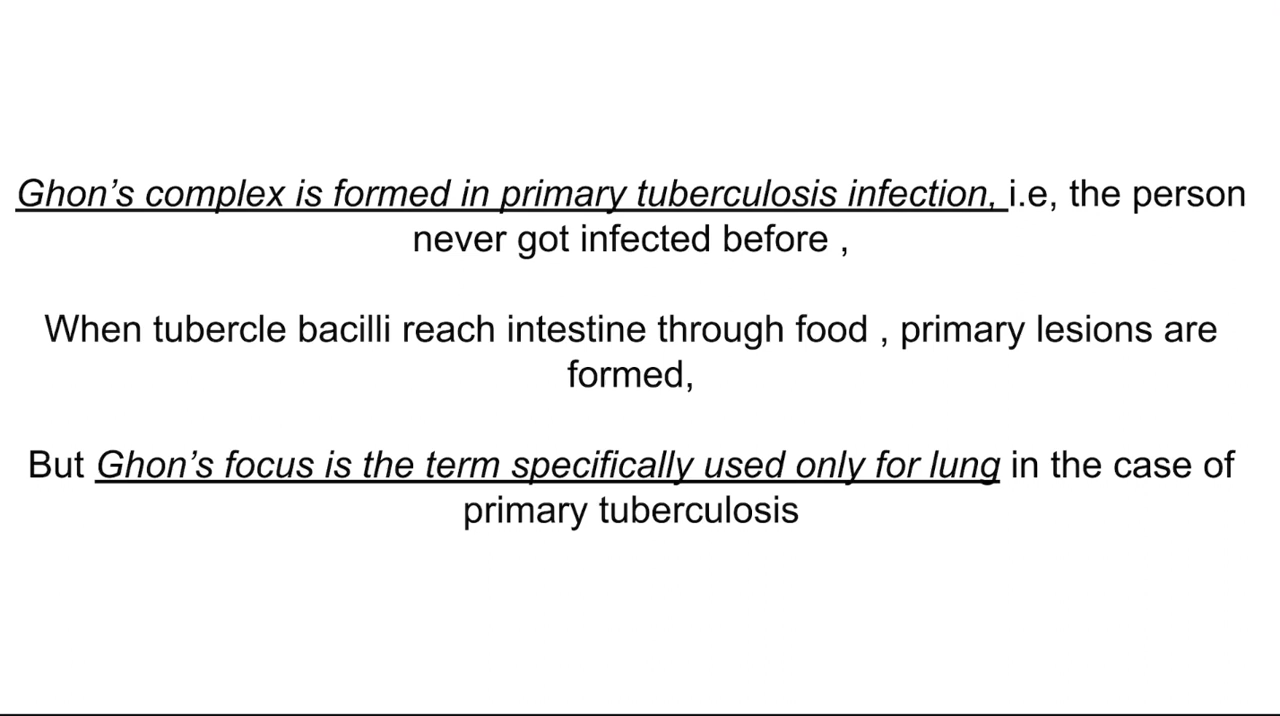 Ghon’s complex is formed in primary tuberculosis infection, i.e, the person
never got infected before ,
When tubercle bacilli reach intestine through food , primary lesions are
formed,
But Ghon’s focus is the term specifically used only for lung in the case of
primary tuberculosis